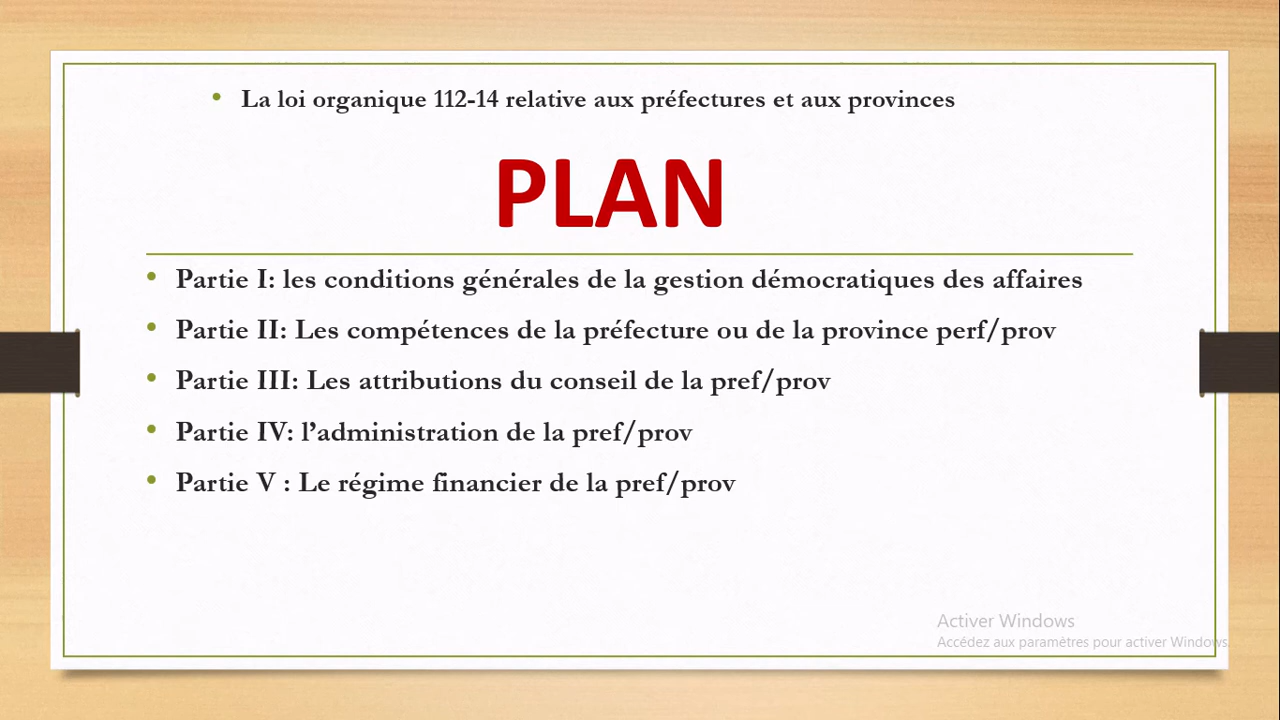 • La loi organique 112-14 relative aux préfectures et aux provinces
PLAN
• Partie I: les conditions générales de la gestion démocratiques des affaires
• Partie II: Les compétences de la préfecture ou de la province perf/prov
• Partie III: Les attributions du conseil de la pref/prov
• Partie IV: l’administration de la pref/prov
• Partie V : Le régime financier de la pref/prov
Activer Windows
Accédez aux paramètres pour activer Windows.